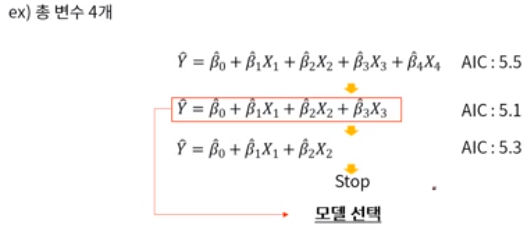 ex) 총 변수 4개
Ŷ = β̂₀ + β̂₁X₁ + β̂₂X₂ + β̂₃X₃ + β̂₄X₄ AIC : 5.5
Ŷ = β̂₀ + β̂₁X₁ + β̂₂X₂ + β̂₃X₃ AIC : 5.1
Ŷ = β̂₀ + β̂₁X₁ + β̂₂X₂ AIC : 5.3
Stop
모델 선택